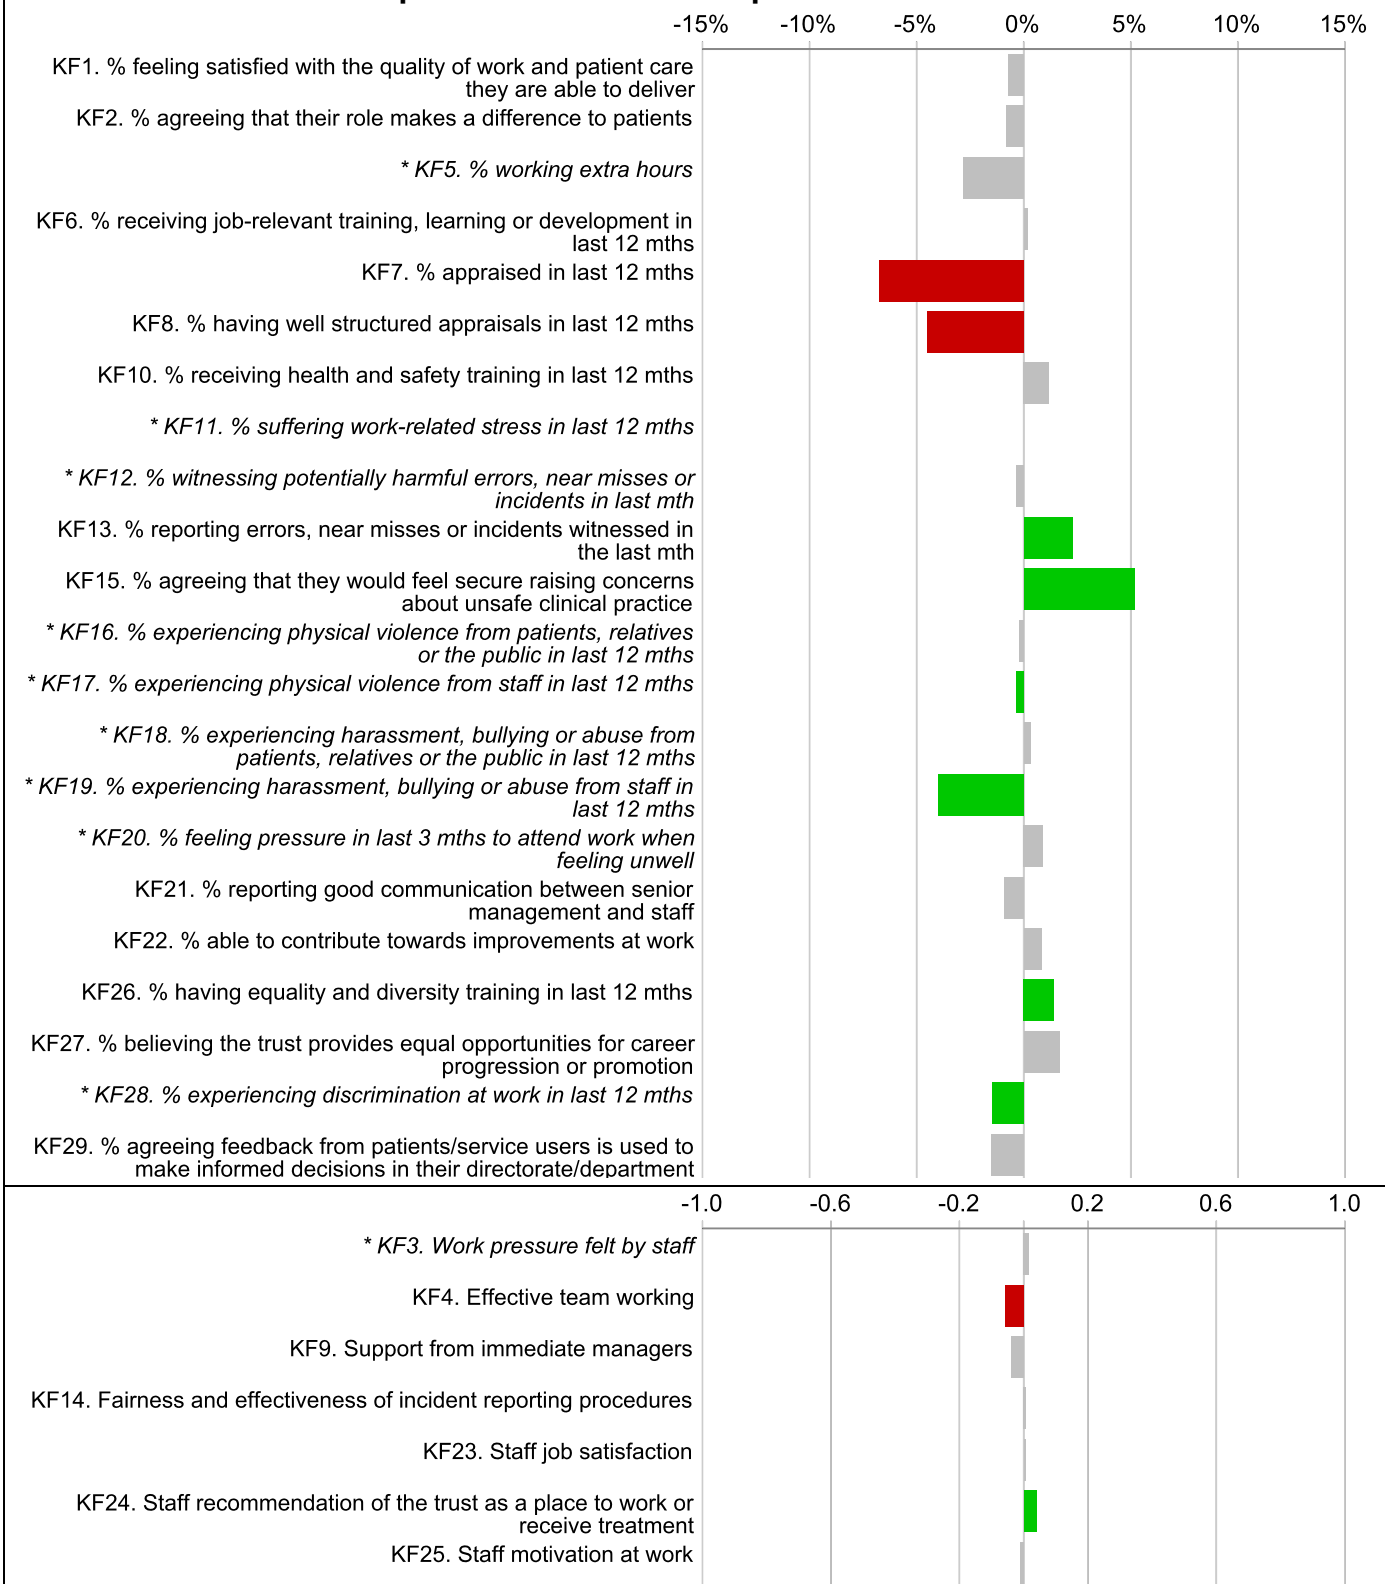 -15% -10% -5% 0% 5% 10% 15%
KF1. % feeling satisfied with the quality of work and patient care
they are able to deliver
KF2. % agreeing that their role makes a difference to patients
* KF5. % working extra hours
KF6. % receiving job-relevant training, learning or development in
last 12 mths
KF7. % appraised in last 12 mths
KF8. % having well structured appraisals in last 12 mths
KF10. % receiving health and safety training in last 12 mths
* KF11. % suffering work-related stress in last 12 mths
* KF12. % witnessing potentially harmful errors, near misses or
incidents in last mth
KF13. % reporting errors, near misses or incidents witnessed in
the last mth
KF15. % agreeing that they would feel secure raising concerns
about unsafe clinical practice
* KF16. % experiencing physical violence from patients, relatives
or the public in last 12 mths
* KF17. % experiencing physical violence from staff in last 12 mths
* KF18. % experiencing harassment, bullying or abuse from
patients, relatives or the public in last 12 mths
* KF19. % experiencing harassment, bullying or abuse from staff in
last 12 mths
* KF20. % feeling pressure in last 3 mths to attend work when
feeling unwell
KF21. % reporting good communication between senior
management and staff
KF22. % able to contribute towards improvements at work
KF26. % having equality and diversity training in last 12 mths
KF27. % believing the trust provides equal opportunities for career
progression or promotion
* KF28. % experiencing discrimination at work in last 12 mths
KF29. % agreeing feedback from patients/service users is used to
make informed decisions in their directorate/department
-1.0 -0.6 -0.2 0.2 0.6 1.0
* KF3. Work pressure felt by staff
KF4. Effective team working
KF9. Support from immediate managers
KF14. Fairness and effectiveness of incident reporting procedures
KF23. Staff job satisfaction
KF24. Staff recommendation of the trust as a place to work or
receive treatment
KF25. Staff motivation at work